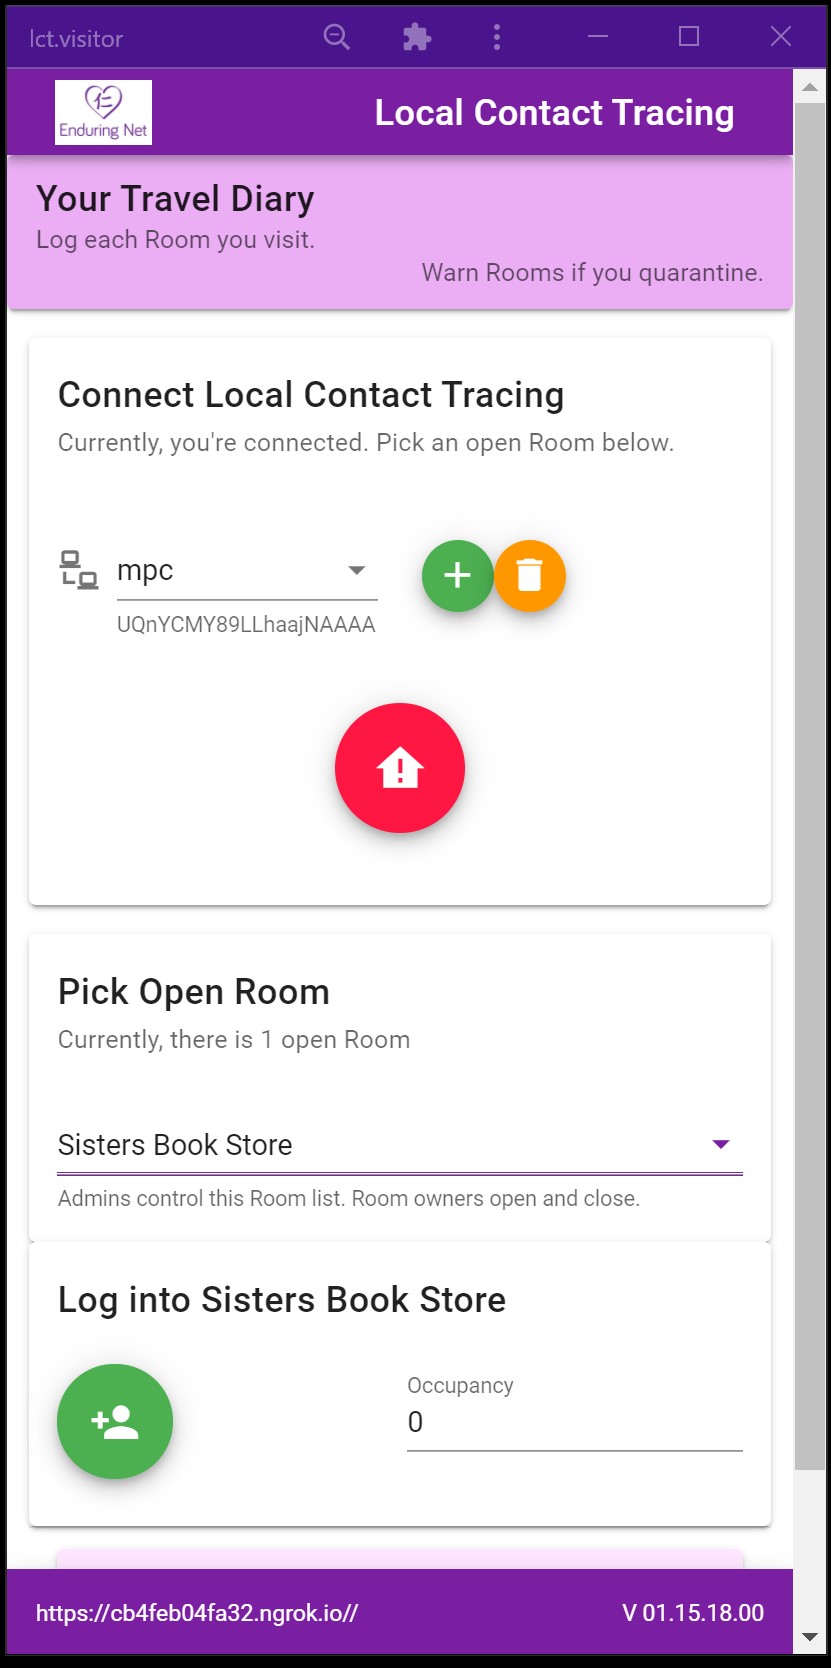 lct.visitor
仁
Enduring Net
Local Contact Tracing
Your Travel Diary
Log each Room you visit.
Warn Rooms if you quarantine.
Connect Local Contact Tracing
Currently, you're connected. Pick an open Room below.
mpc
UQnYCMY89LLhaajNAAAA
Pick Open Room
Currently, there is 1 open Room
Sisters Book Store
Admins control this Room list. Room owners open and close.
Log into Sisters Book Store
Occupancy
0
https://cb4feb04fa32.ngrok.io//
V 01.15.18.00